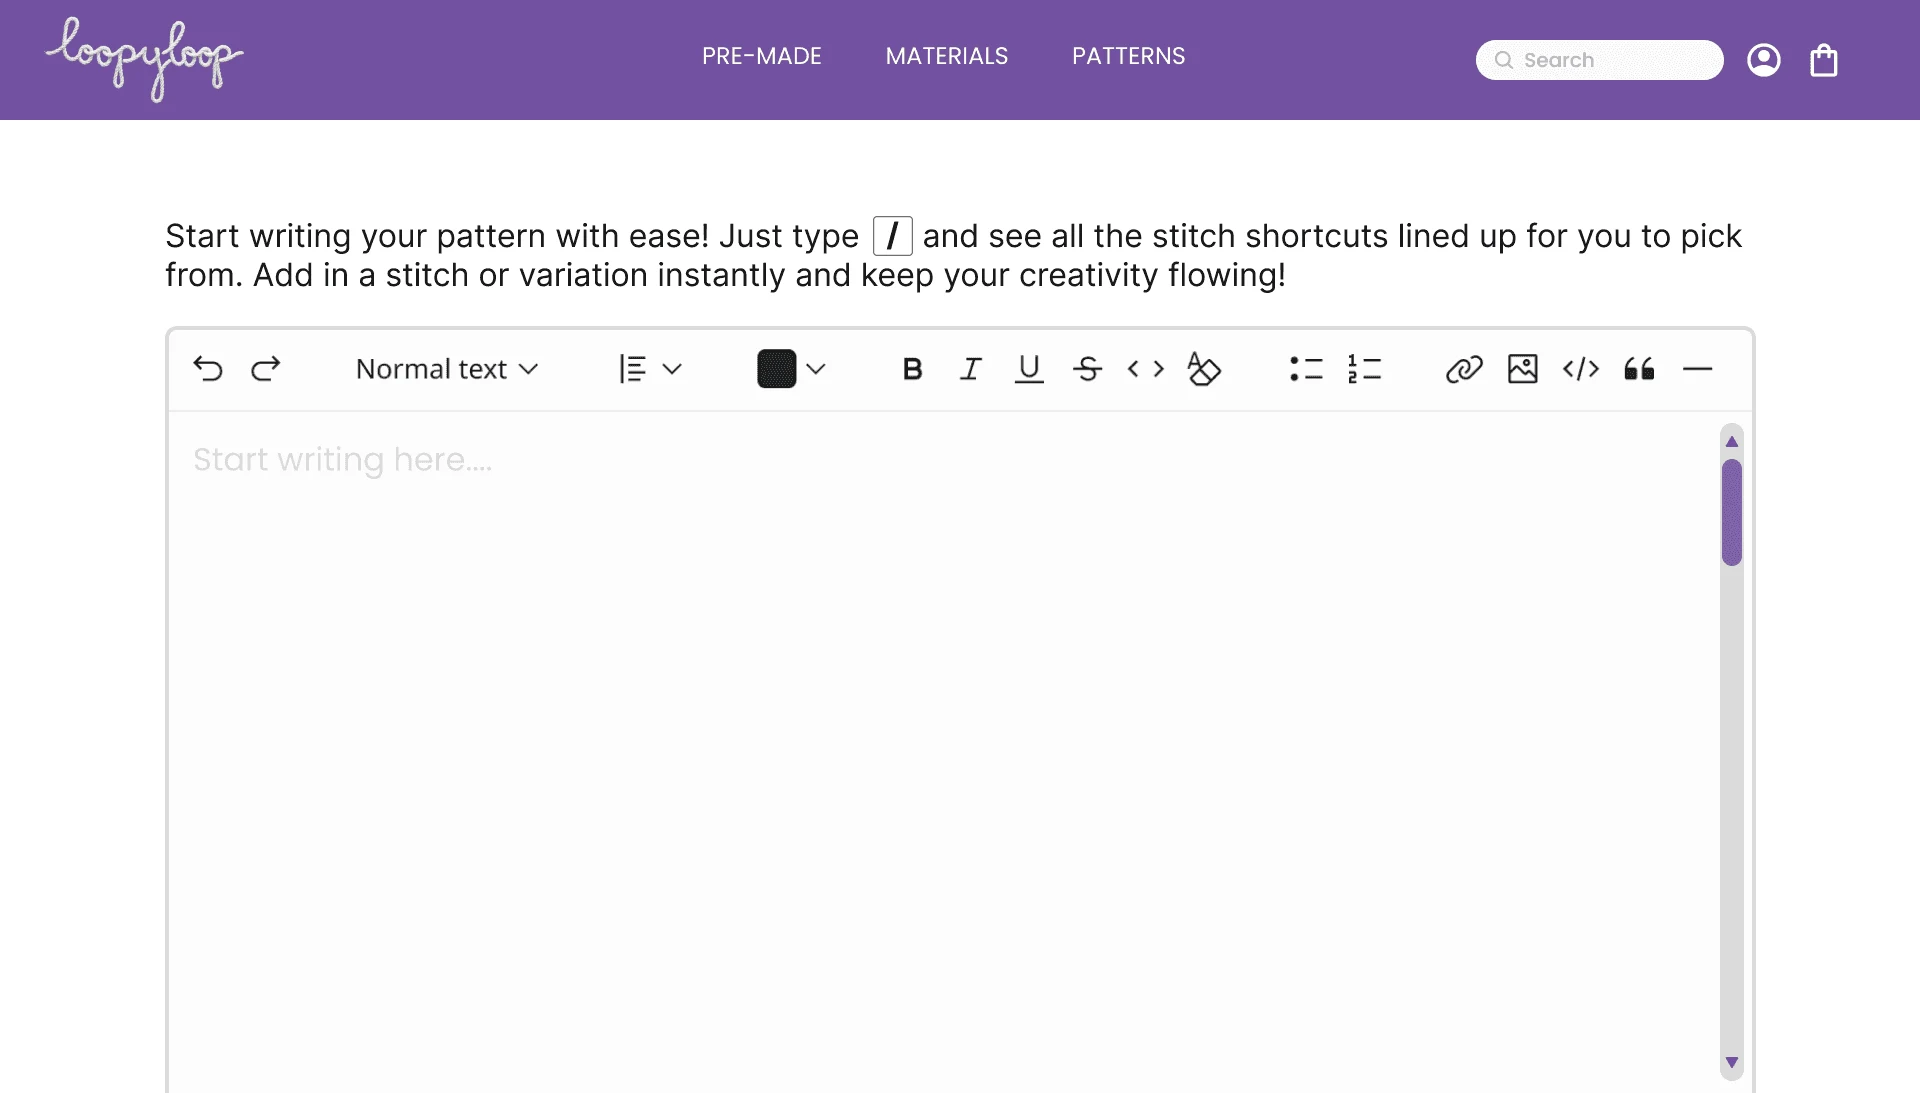 loopyloop
PRE-MADE MATERIALS PATTERNS
Search
Start writing your pattern with ease! Just type / and see all the stitch shortcuts lined up for you to pick
from. Add in a stitch or variation instantly and keep your creativity flowing!
Normal text B I U S < > A 1 2 </>
Start writing here....